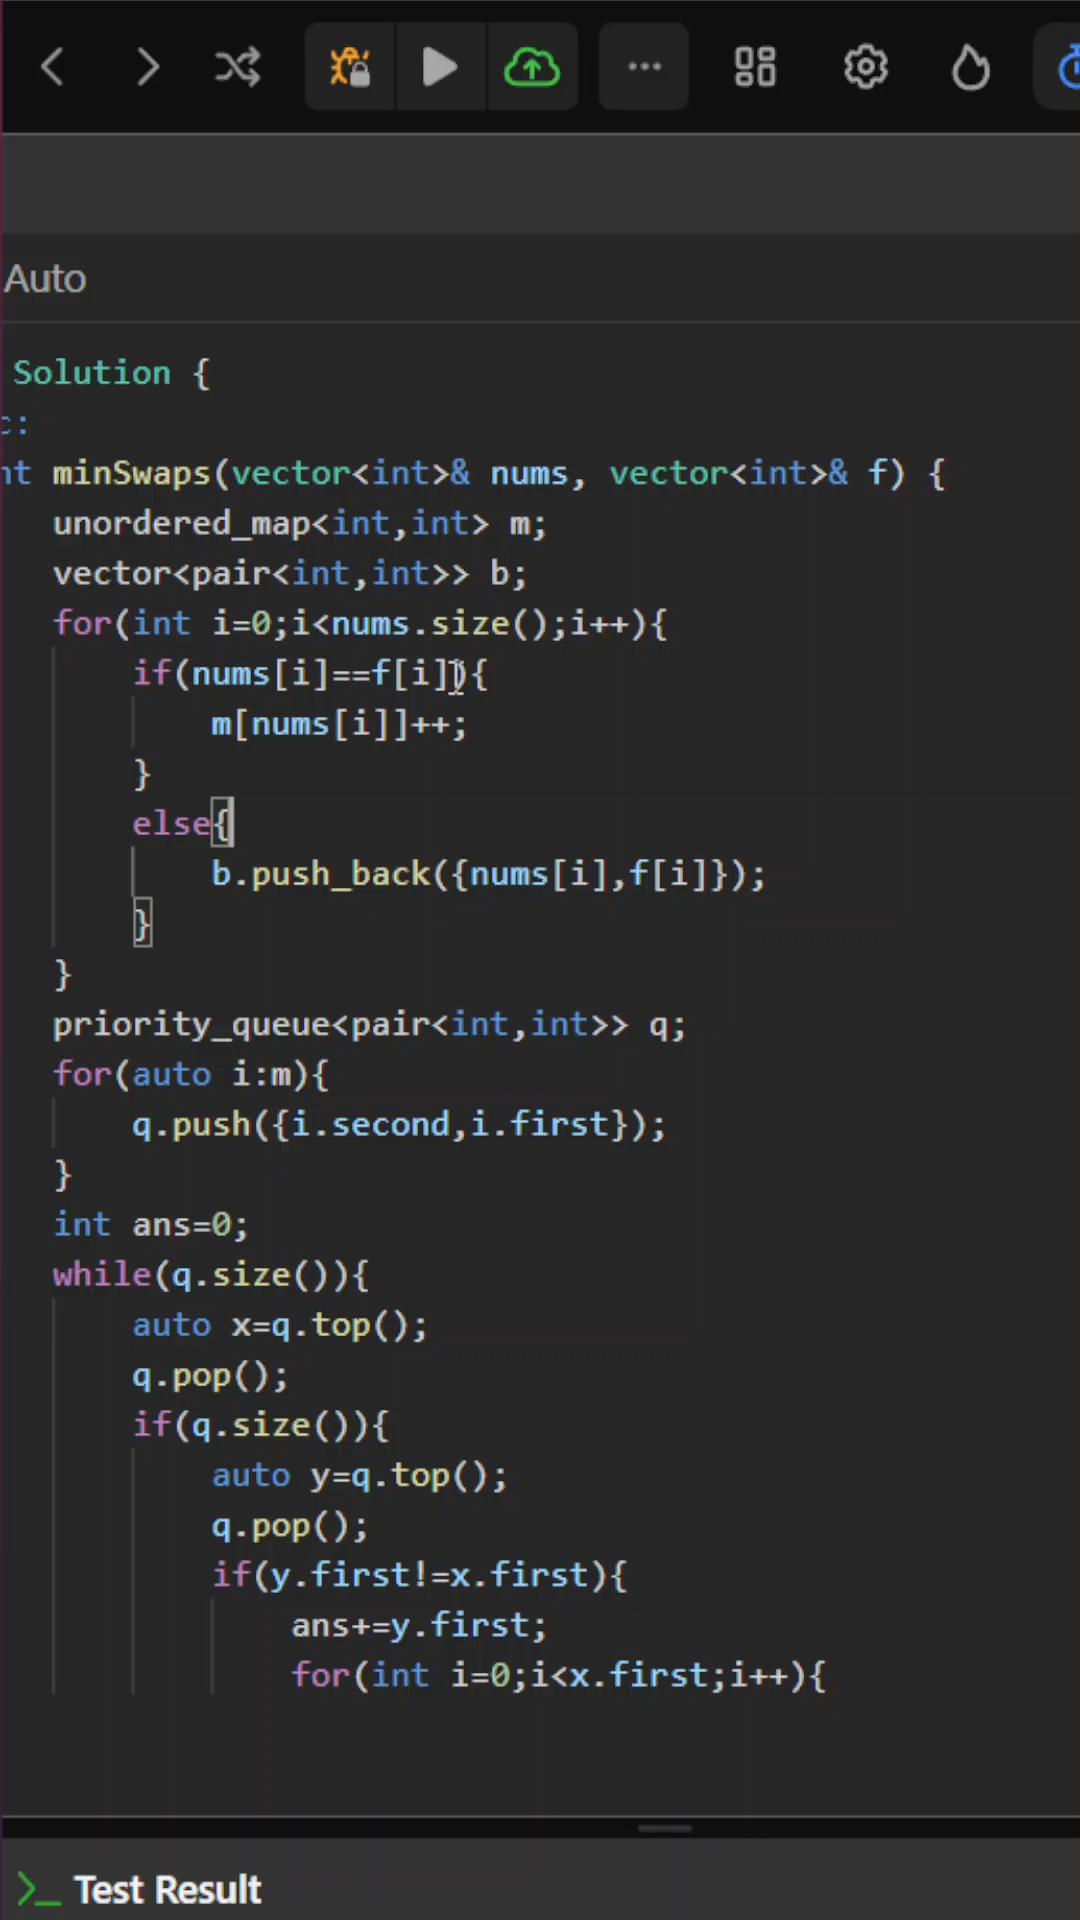 Auto
Solution {
c:
nt minSwaps(vector<int>& nums, vector<int>& f) {
unordered_map<int,int> m;
vector<pair<int,int>> b;
for(int i=0;i<nums.size();i++){
if(nums[i]==f[i]){
m[nums[i]]++;
}
else{
b.push_back({nums[i],f[i]});
}
}
priority_queue<pair<int,int>> q;
for(auto i:m){
q.push({i.second,i.first});
}
int ans=0;
while(q.size()){
auto x=q.top();
q.pop();
if(q.size()){
auto y=q.top();
q.pop();
if(y.first!=x.first){
ans+=y.first;
for(int i=0;i<x.first;i++){
Test Result